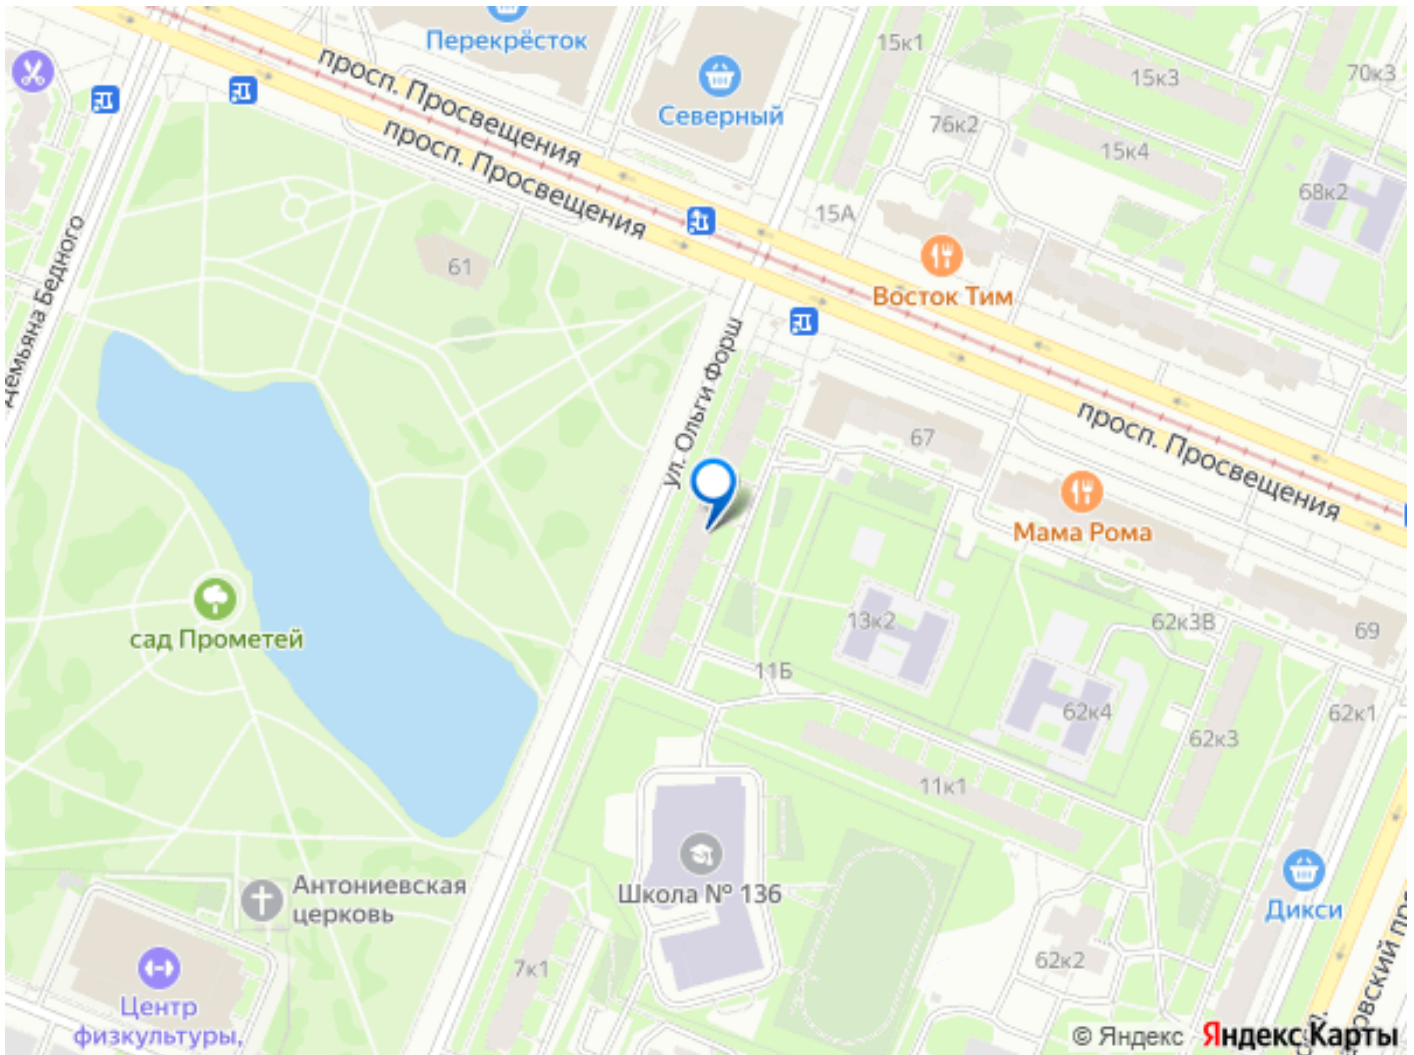 Перекрёсток
15к1
просп. Просвещения
15к3
70к3
Северный
76к2
просп. Просвещения
15к4
68к2
15А
Демьяна Бедного
61
Восток Тим
ул. Ольги Форш
67
просп. Просвещения
Мама Рома
сад Прометей
13к2
62к3В
69
11Б
62к4
62к1
62к3
11к1
Антониевская
церковь
Школа № 136
Дикси
62к2
7к1
Центр
физкультуры,
© Яндекс Яндекс Карты